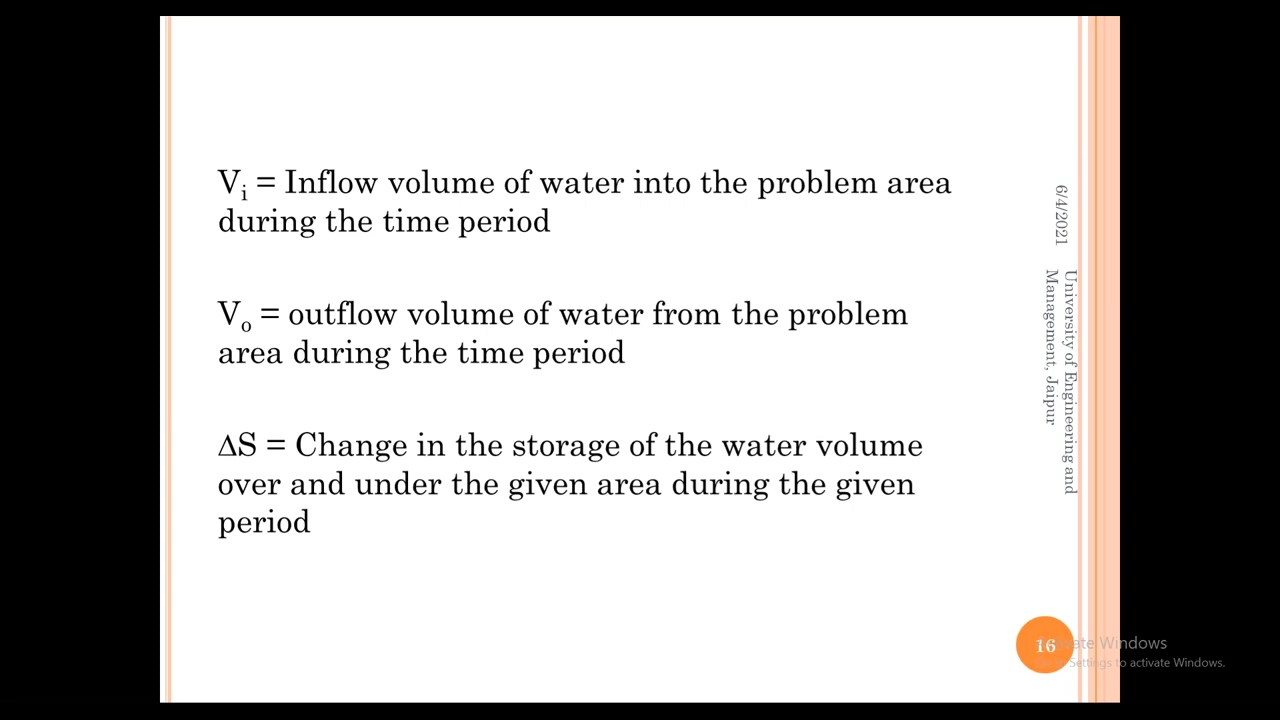 Vi = Inflow volume of water into the problem area
during the time period
Vo = outflow volume of water from the problem
area during the time period
ΔS = Change in the storage of the water volume
over and under the given area during the given
period
6/4/2021
University of Engineering and
Management, Jaipur
16
Activate Windows
Settings to activate Windows.